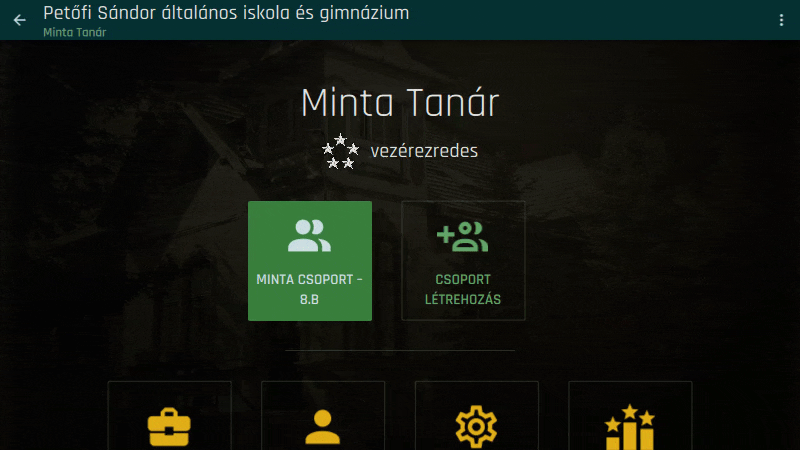 Petőfi Sándor általános iskola és gimnázium
Minta Tanár
Minta Tanár
vezérezredes
MINTA CSOPORT -
8.B
CSOPORT
LÉTREHOZÁS